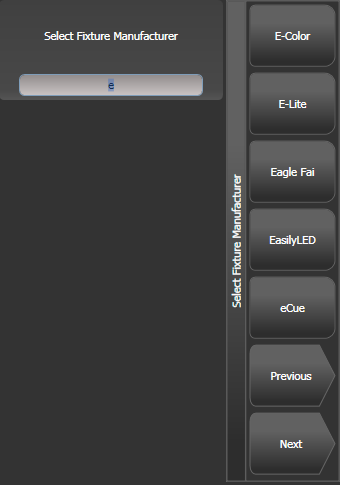 Select Fixture Manufacturer
e
Select Fixture Manufacturer
E-Color
E-Lite
Eagle Fai
EasilyLED
eCue
Previous
Next